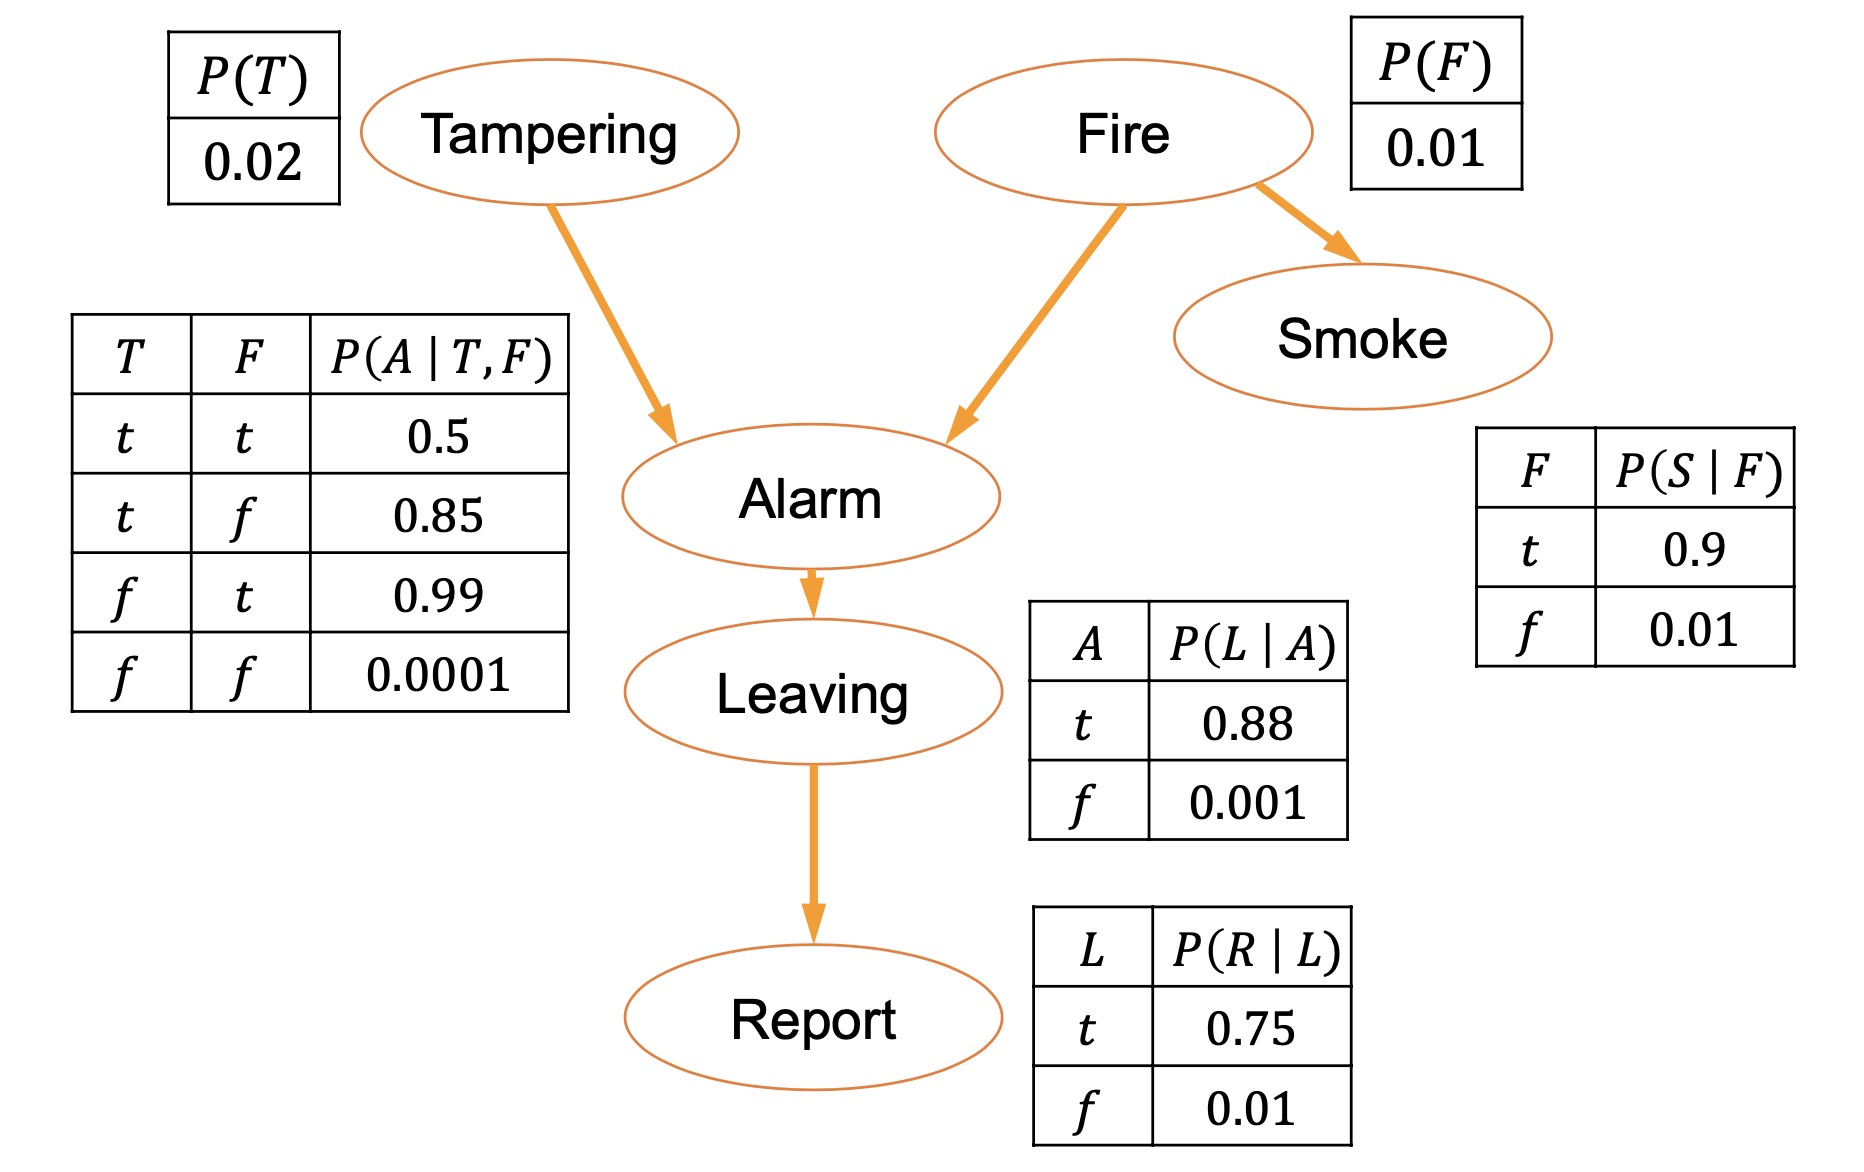 P(T)
0.02
Tampering
Fire
P(F)
0.01
Smoke
T F P(A | T, F)
t t 0.5
t f 0.85
f t 0.99
f f 0.0001
Alarm
F P(S | F)
t 0.9
f 0.01
Leaving
A P(L | A)
t 0.88
f 0.001
Report
L P(R | L)
t 0.75
f 0.01